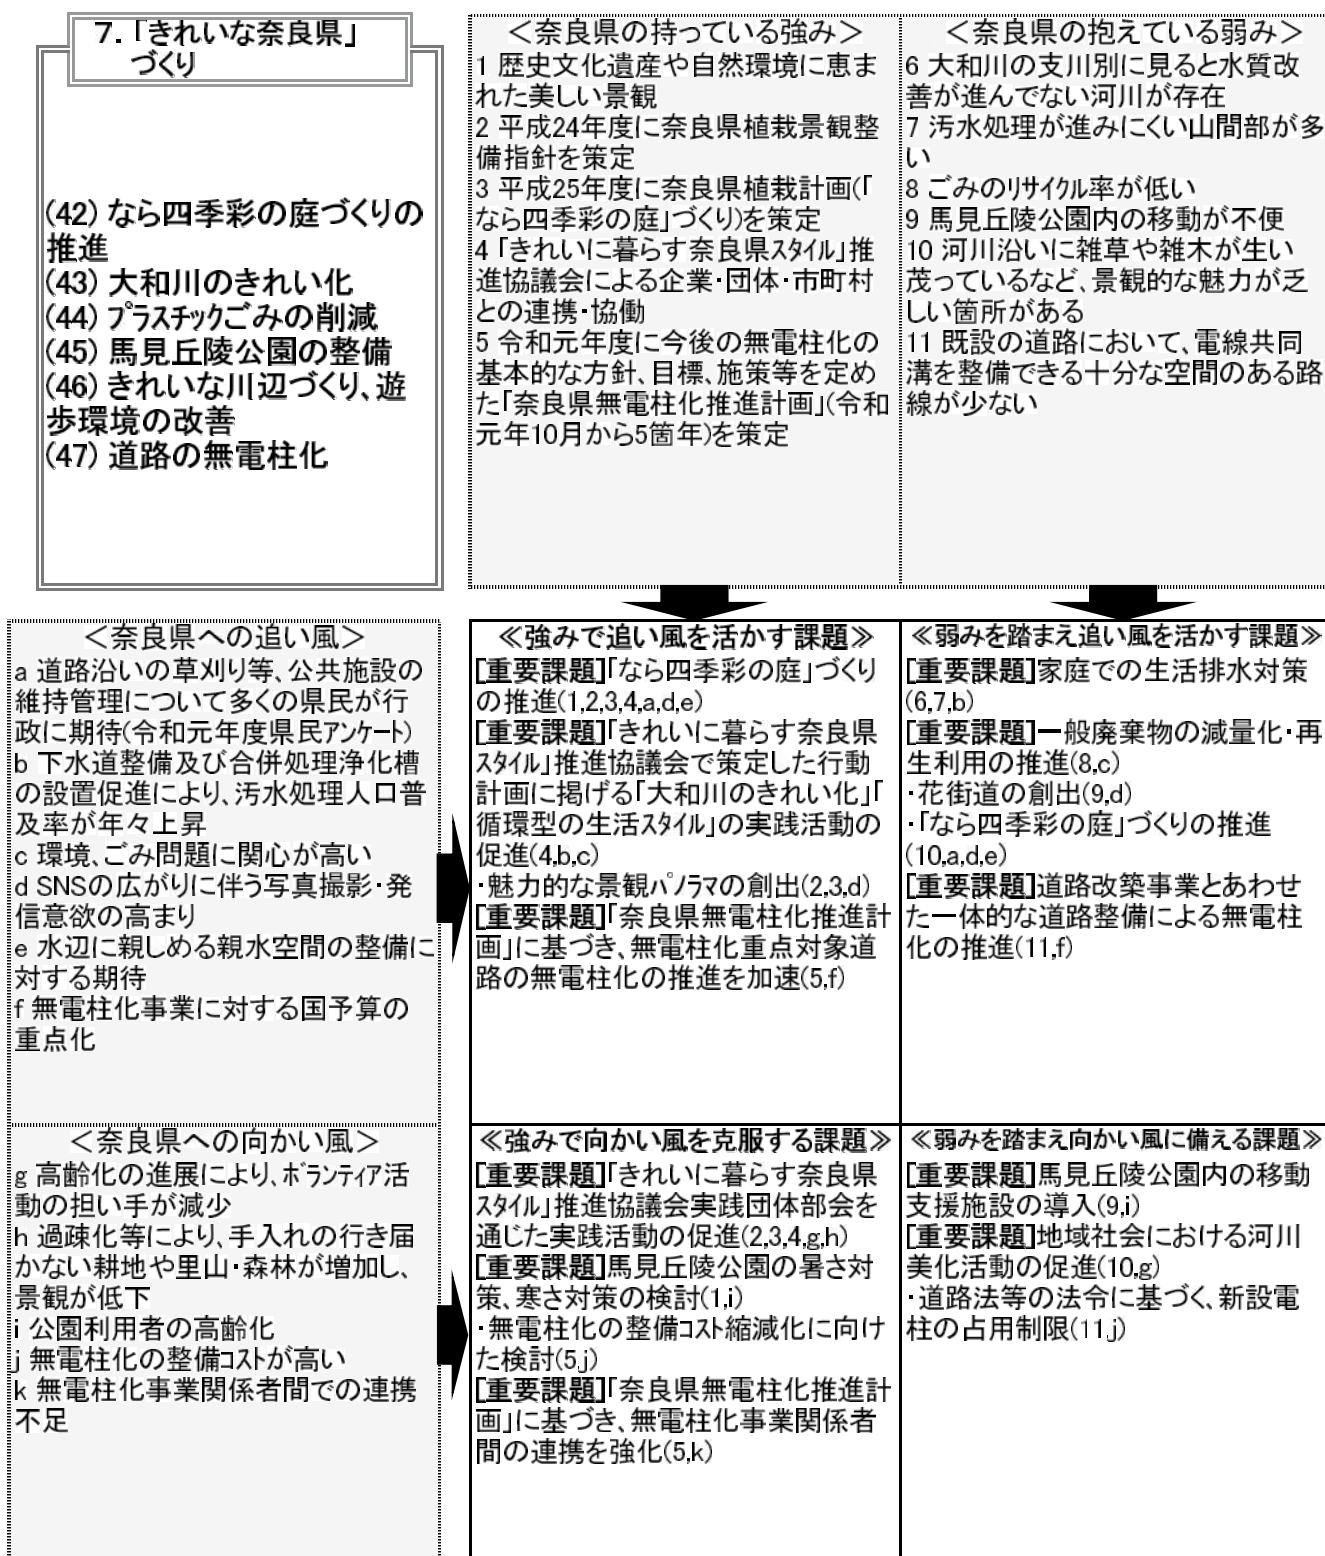 7.「きれいな奈良県」
づくり
(42) なら四季彩の庭づくりの
推進
(43) 大和川のきれい化
(44) プラスチックごみの削減
(45) 馬見丘陵公園の整備
(46) きれいな川辺づくり、遊
歩環境の改善
(47) 道路の無電柱化
＜奈良県の持っている強み＞
1 歴史文化遺産や自然環境に恵ま
れた美しい景観
2 平成24年度に奈良県植栽景観整
備指針を策定
3 平成25年度に奈良県植栽計画(「
なら四季彩の庭」づくり)を策定
4 「きれいに暮らす奈良県スタイル」推
進協議会による企業・団体・市町村
との連携・協働
5 令和元年度に今後の無電柱化の
基本的な方針、目標、施策等を定め
た「奈良県無電柱化推進計画」(令和
元年10月から5箇年)を策定
＜奈良県の抱えている弱み＞
6 大和川の支川別に見ると水質改
善が進んでない河川が存在
7 汚水処理が進みにくい山間部が多
い
8 ごみのリサイクル率が低い
9 馬見丘陵公園内の移動が不便
10 河川沿いに雑草や雑木が生い
茂っているなど、景観的な魅力が乏
しい箇所がある
11 既設の道路において、電線共同
溝を整備できる十分な空間のある路
線が少ない
＜奈良県への追い風＞
a 道路沿いの草刈り等、公共施設の
維持管理について多くの県民が行
政に期待(令和元年度県民アンケート)
b 下水道整備及び合併処理浄化槽
の設置促進により、汚水処理人口普
及率が年々上昇
c 環境、ごみ問題に関心が高い
d SNSの広がりに伴う写真撮影・発
信意欲の高まり
e 水辺に親しめる親水空間の整備に
対する期待
f 無電柱化事業に対する国予算の
重点化
≪強みで追い風を活かす課題≫
[重要課題]「なら四季彩の庭」づくり
の推進(1,2,3,4,a,d,e)
[重要課題]「きれいに暮らす奈良県
スタイル」推進協議会で策定した行動
計画に掲げる「大和川のきれい化」「
循環型の生活スタイル」の実践活動の
促進(4,b,c)
・魅力的な景観パノラマの創出(2,3,d)
[重要課題]「奈良県無電柱化推進計
画」に基づき、無電柱化重点対象道
路の無電柱化の推進を加速(5,f)
≪弱みを踏まえ追い風を活かす課題≫
[重要課題]家庭での生活排水対策
(6,7,b)
[重要課題]一般廃棄物の減量化・再
生利用の推進(8,c)
・花街道の創出(9,d)
・「なら四季彩の庭」づくりの推進
(10,a,d,e)
[重要課題]道路改築事業とあわせ
た一体的な道路整備による無電柱
化の推進(11,f)
＜奈良県への向かい風＞
g 高齢化の進展により、ボランティア活
動の担い手が減少
h 過疎化等により、手入れの行き届
かない耕地や里山・森林が増加し、
景観が低下
i 公園利用者の高齢化
j 無電柱化の整備コストが高い
k 無電柱化事業関係者間での連携
不足
≪強みで向かい風を克服する課題≫
[重要課題]「きれいに暮らす奈良県
スタイル」推進協議会実践団体部会を
通じた実践活動の促進(2,3,4,g,h)
[重要課題]馬見丘陵公園の暑さ対
策、寒さ対策の検討(1,i)
・無電柱化の整備コスト縮減化に向け
た検討(5,j)
[重要課題]「奈良県無電柱化推進計
画」に基づき、無電柱化事業関係者
間の連携を強化(5,k)
≪弱みを踏まえ向かい風に備える課題≫
[重要課題]馬見丘陵公園内の移動
支援施設の導入(9,i)
[重要課題]地域社会における河川
美化活動の促進(10,g)
・道路法等の法令に基づく、新設電
柱の占用制限(11,j)